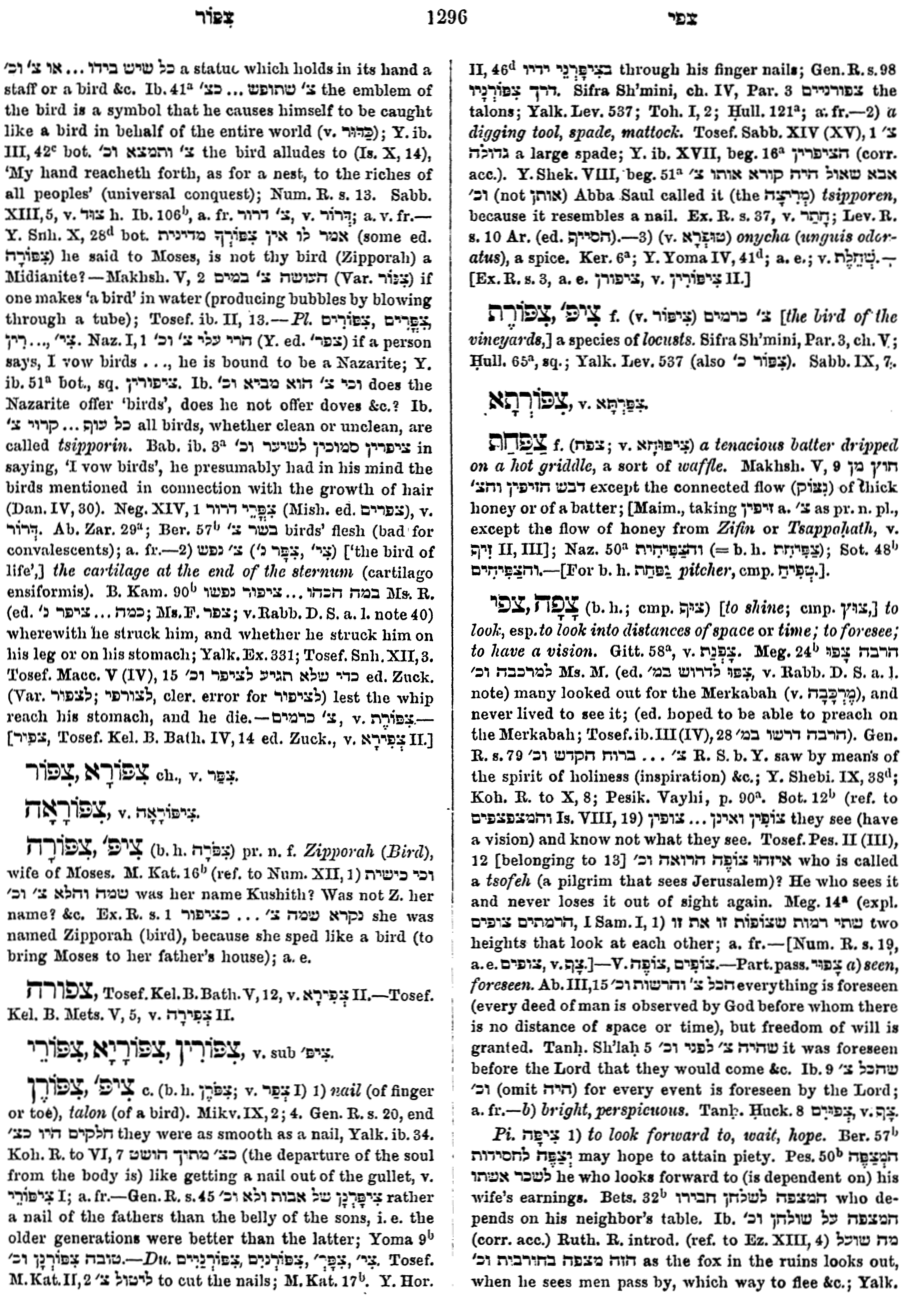 צִפּוֹר 1296 צפי
כל שיש בידו ... או צ' וכ' a statue which holds in its hand a
staff or a bird &c. Ib. 41ᵃ צ' שתופש ... כצ' the emblem of
the bird is a symbol that he causes himself to be caught
like a bird in behalf of the entire world (v. כַּדּוּר); Y. ib.
III, 42ᶜ bot. צ' ותמצא וכ' the bird alludes to (Is. X, 14),
'My hand reacheth forth, as for a nest, to the riches of
all peoples' (universal conquest); Num. R. s. 13. Sabb.
XIII, 5, v. צוּד h. Ib. 106ᵇ, a. fr. צ' דרור, v. דְּרוֹר; a. v. fr.—
Y. Snh. X, 28ᵈ bot. אמר לו אין צִפּוֹרְךָ מדינית (some ed.
צִפּוֹרָה) he said to Moses, is not thy bird (Zipporah) a
Midianite?—Makhsh. V, 2 העושה צ' במים (Var. צִנּוֹר) if
one makes 'a bird' in water (producing bubbles by blowing
through a tube); Tosef. ib. II, 13.—Pl. צִפֳּרִים, צִפּוֹרִים,
צִי', ...רִין. Naz. I, 1 הרי עלי צ' וכ' (Y. ed. צפרי') if a person
says, I vow birds . . ., he is bound to be a Nazarite; Y.
ib. 51ᵃ bot., sq. ציפורין. Ib. וכי צ' הוא מביא וכ' does the
Nazarite offer 'birds', does he not offer doves &c.? Ib.
כל עוף ... קרוי צ' all birds, whether clean or unclean, are
called tsipporin. Bab. ib. 3ᵃ ציפרין סמוכין לשיער וכ' in
saying, 'I vow birds', he presumably had in his mind the
birds mentioned in connection with the growth of hair
(Dan. IV, 30). Neg. XIV, 1 צִפֳּרֵי דרור (Mish. ed. צפרים), v.
דְּרוֹר. Ab. Zar. 29ᵃ; Ber. 57ᵇ בשר צ' birds' flesh (bad for
convalescents); a. fr.—2) צ' נפש (צִי', צִפַּר נ') ['the bird of
life',] the cartilage at the end of the sternum (cartilago
ensiformis). B. Kam. 90ᵇ במה הכהו ... ציפור נפשו Ms. R.
(ed. כמה ... ציפר נ'; Ms. F. צפר; v. Rabb. D. S. a. l. note 40)
wherewith he struck him, and whether he struck him on
his leg or on his stomach; Yalk. Ex. 331; Tosef. Snh. XII, 3.
Tosef. Macc. V (IV), 15 כדי שלא תגיע לציפר וכ' ed. Zuck.
(Var. לצורפי; לצפור, cler. error for לציפור) lest the whip
reach his stomach, and he die.—צ' כרמים, v. צִפּוֹרֶת.—
[צפיר, Tosef. Kel. B. Bath. IV, 14 ed. Zuck., v. צְפִירָא II.]
צִפּוֹרָא, צִפּוֹר ch., v. צִפַּר.
צִפּוֹרָאָה, v. צִיפּוֹרָאָה.
צִפּוֹרָה, צִיפּ' (b. h. צִפֹּרָה) pr. n. f. Zipporah (Bird),
wife of Moses. M. Kat. 16ᵇ (ref. to Num. XII, 1) וכי כושית
שמה והלא צ' וכ' was her name Kushith? Was not Z. her
name? &c. Ex. R. s. 1 נקרא שמה צ' ... כציפור she was
named Zipporah (bird), because she sped like a bird (to
bring Moses to her father's house); a. e.
צפורה, Tosef. Kel. B. Bath. V, 12, v. צְפִירָא II.—Tosef.
Kel. B. Mets. V, 5, v. צְפִירָה II.
צִפּוֹרִין, צִפּוֹרָיָא, צִפּוֹרֵי, v. sub צִיפּ'.
צִפּוֹרֶן, צִיפּ' c. (b. h. צִפֹּרֶן; v. צִפַּר I) 1) nail (of finger
or toe), talon (of a bird). Mikv. IX, 2; 4. Gen. R. s. 20, end
חלקים היו כצ' they were as smooth as a nail, Yalk. ib. 34.
Koh. R. to VI, 7 כצ' מתוך הושט (the departure of the soul
from the body is) like getting a nail out of the gullet, v.
צִיפּוֹרִי I; a. fr.—Gen. R. s. 45 צִיפָּרְנָן של אבות ולא וכ' rather
a nail of the fathers than the belly of the sons, i. e. the
older generations were better than the latter; Yoma 9ᵇ
טובה צִפּוֹרְנָן וכ'.—Du. צִפּוֹרְנַיִם, צִפּוֹרְנָיִים, צִפָּרְ', צִי'. Tosef.
M. Kat. II, 2 ליטול צ' to cut the nails; M. Kat. 17ᵇ. Y. Hor.
II, 46ᵈ בציפָּרְנֵי ידיו through his finger nails; Gen. R. s. 98
דרך צִפּוֹרְנָיו. Sifra Sh'mini, ch. IV, Par. 3 צפורניים the
talons; Yalk. Lev. 537; Toh. I, 2; Ḥull. 121ᵃ; a. fr.—2) a
digging tool, spade, mattock. Tosef. Sabb. XIV (XV), 1 צ'
גדולה a large spade; Y. ib. XVII, beg. 16ᵃ הציפרין (corr.
acc.). Y. Shek. VIII, beg. 51ᵃ אבא שאול היה קורא אותו צ'
וכ' (not אותן) Abba Saul called it (the מְרִיצָה) tsipporen,
because it resembles a nail. Ex. R. s. 37, v. חָתַר; Lev. R.
s. 10 Ar. (ed. הסייף).—3) (v. טוּפְרָא) onycha (unguis odor-
atus), a spice. Ker. 6ᵃ; Y. Yoma IV, 41ᵈ; a. e.; v. שְׁחֵלֶת.—
[Ex. R. s. 3, a. e. ציפורן, v. צִיפּוֹרִין II.]
צִפּוֹרֶת, צִיפּ' f. (v. צִיפּוֹר) צ' כרמים [the bird of the
vineyards,] a species of locusts. Sifra Sh'mini, Par. 3, ch. V;
Ḥull. 65ᵃ, sq.; Yalk. Lev. 537 (also צִפּוֹר כ'). Sabb. IX, 7.
צִפּוֹרְתָּא, v. צִפַּרְתָּא.
צַפַּחַת f. (צפח; v. צִיפּוּתָא) a tenacious batter dripped
on a hot griddle, a sort of waffle. Makhsh. V, 9 חוץ מן
דבש הזיפין והצ' except the connected flow (נִצּוֹק) of thick
honey or of a batter; [Maim., taking זיפין a. צ' as pr. n. pl.,
except the flow of honey from Zifin or Tsappaḥath, v.
זִיף II, III]; Naz. 50ᵃ והצַּפִּיחִית (= b. h. צַפִּיחִת); Sot. 48ᵇ
והצפיחים.—[For b. h. צַפַּחַת pitcher, cmp. טְפִיחַ.]
צָפָה, צפי (b. h.; cmp. צוּף) [to shine; cmp. צוּץ,] to
look, esp. to look into distances of space or time; to foresee;
to have a vision. Gitt. 58ᵃ, v. צָפְנַת. Meg. 24ᵇ הרבה צָפוּ
למרכבה וכ' Ms. M. (ed. צִפּוּ לדרוש במ', v. Rabb. D. S. a. l.
note) many looked out for the Merkabah (v. מֶרְכָּבָה), and
never lived to see it; (ed. hoped to be able to preach on
the Merkabah; Tosef. ib. III (IV), 28 הרבה דרשו במ'). Gen.
R. s. 79 צ' ... ברוח הקדש וכ' R. S. b. Y. saw by means of
the spirit of holiness (inspiration) &c.; Y. Shebi. IX, 38ᵈ;
Koh. R. to X, 8; Pesik. Vayhi, p. 90ᵃ. Sot. 12ᵇ (ref. to
והמצפצפים Is. VIII, 19) צוֹפִין ואינן ... צופין they see (have
a vision) and know not what they see. Tosef. Pes. II (III),
12 [belonging to 13] איזהו צוֹפֶה הרואה וכ' who is called
a tsofeh (a pilgrim that sees Jerusalem)? He who sees it
and never loses it out of sight again. Meg. 14ᵃ (expl.
הרמתים צופים, I Sam. I, 1) שתי רמות שצוֹפוֹת זו את זו two
heights that look at each other; a. fr.—[Num. R. s. 19,
a. e. צופים, v. צָף.]—V. צוֹפֶה, צוֹפִים.—Part. pass. צָפוּי a) seen,
foreseen. Ab. III, 15 הכל צ' והרשות וכ' everything is foreseen
(every deed of man is observed by God before whom there
is no distance of space or time), but freedom of will is
granted. Tanḥ. Sh'laḥ 5 שהיה צ' לפני וכ' it was foreseen
before the Lord that they would come &c. Ib. 9 שהכל צ'
וכ' (omit היה) for every event is foreseen by the Lord;
a. fr.—b) bright, perspicuous. Tanḥ. Huck. 8 צְפוּיִּם, v. צָף.
Pi. צִיפָּה 1) to look forward to, wait, hope. Ber. 57ᵇ
יְצַפֶּה לחסידות may hope to attain piety. Pes. 50ᵇ המְצַפֶּה
לשכר אשתו he who looks forward to (is dependent on) his
wife's earnings. Bets. 32ᵇ המצפה לשלחן חבירו who de-
pends on his neighbor's table. Ib. המצפה על שולחן וכ'
(corr. acc.) Ruth. R. introd. (ref. to Ez. XIII, 4) מה שועל
הזה מצפה בחורבות וכ' as the fox in the ruins looks out,
when he sees men pass by, which way to flee &c.; Yalk.